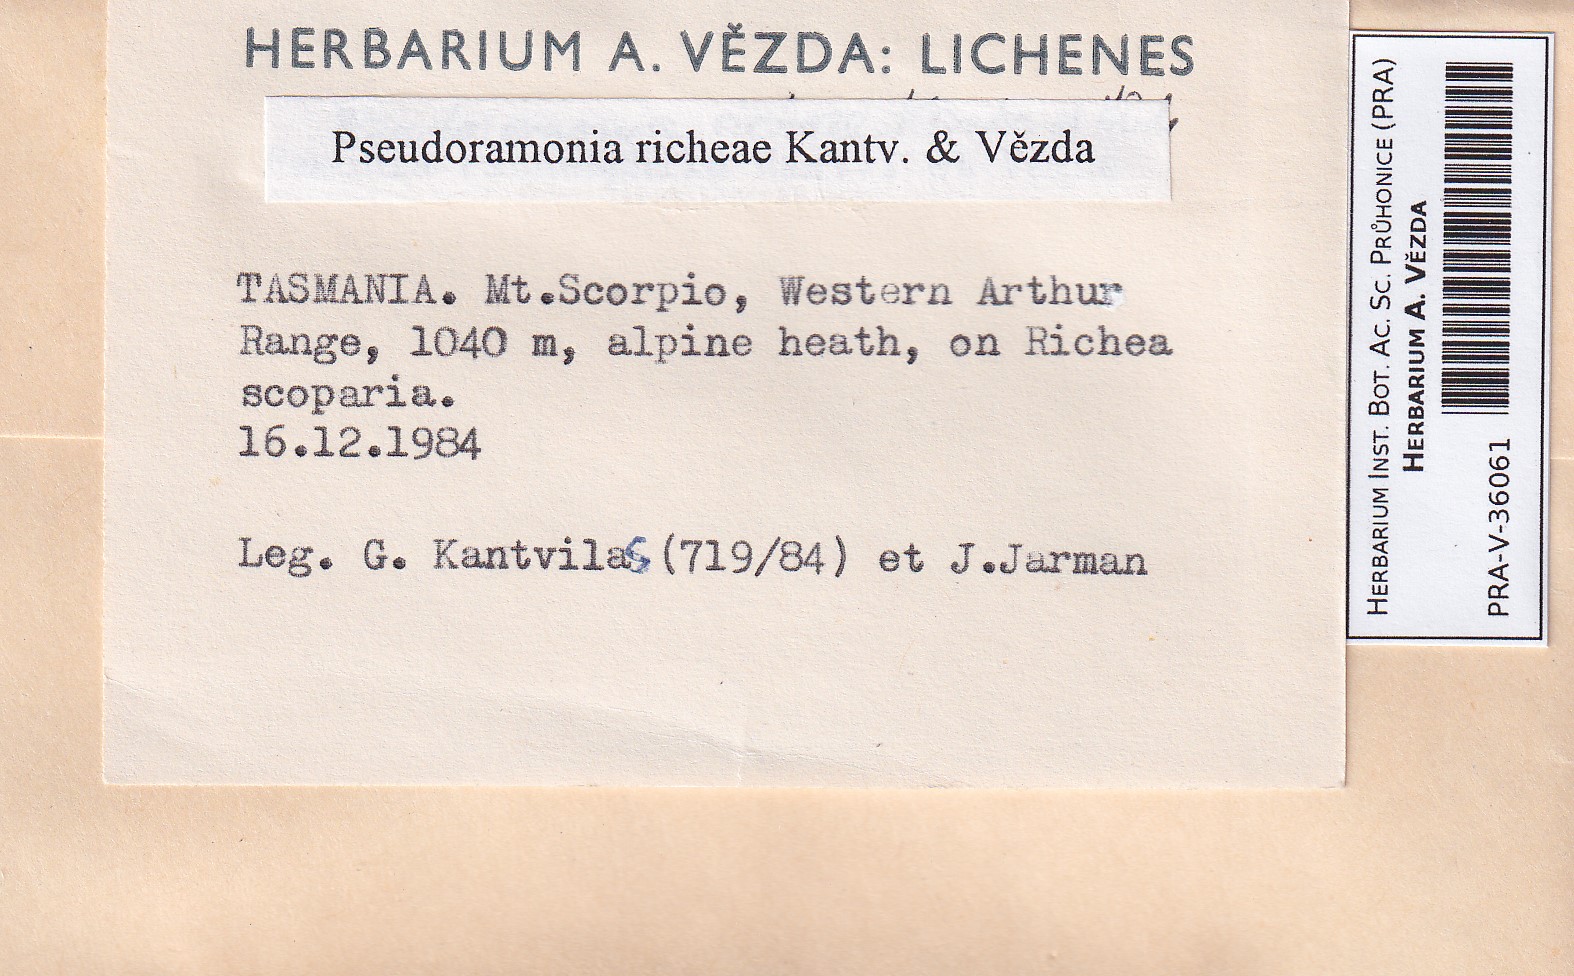 HERBARIUM A. VĚZDA: LICHENES
Pseudoramonia richeae Kantv. & Vězda
TASMANIA. Mt.Scorpio, Western Arthur
Range, 1040 m, alpine heath, on Richea
scoparia.
16.12.1984
Leg. G. Kantvilas (719/84) et J.Jarman
HERBARIUM INST. BOT. AC. SC. PRŮHONICE (PRA)
HERBARIUM A. VĚZDA
PRA-V-36061